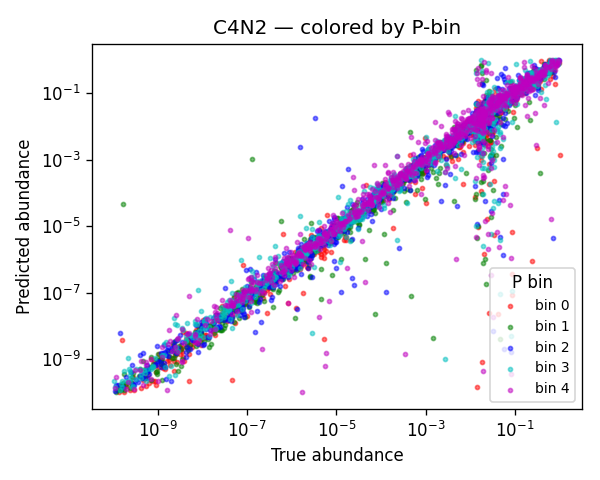 C4N2 — colored by P-bin
Predicted abundance
10⁻¹
10⁻³
10⁻⁵
10⁻⁷
10⁻⁹
P bin
bin 0
bin 1
bin 2
bin 3
bin 4
10⁻⁹ 10⁻⁷ 10⁻⁵ 10⁻³ 10⁻¹
True abundance